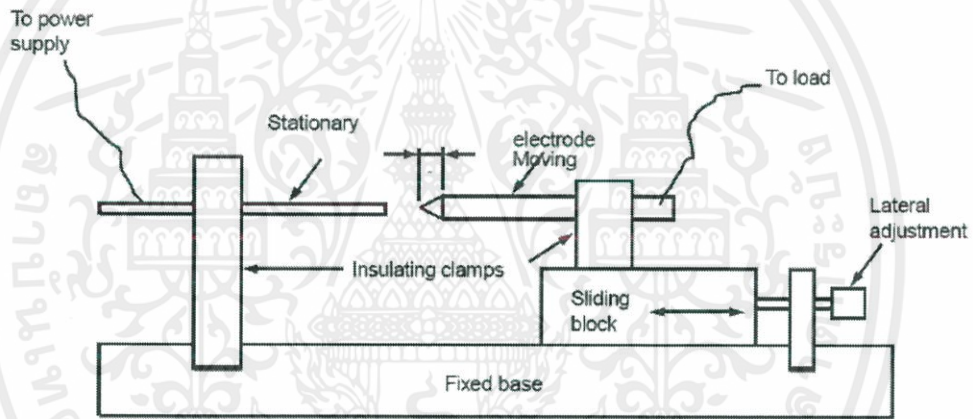 To power
supply
Stationary
electrode
Moving
To load
Lateral
adjustment
Insulating clamps
Sliding
block
Fixed base